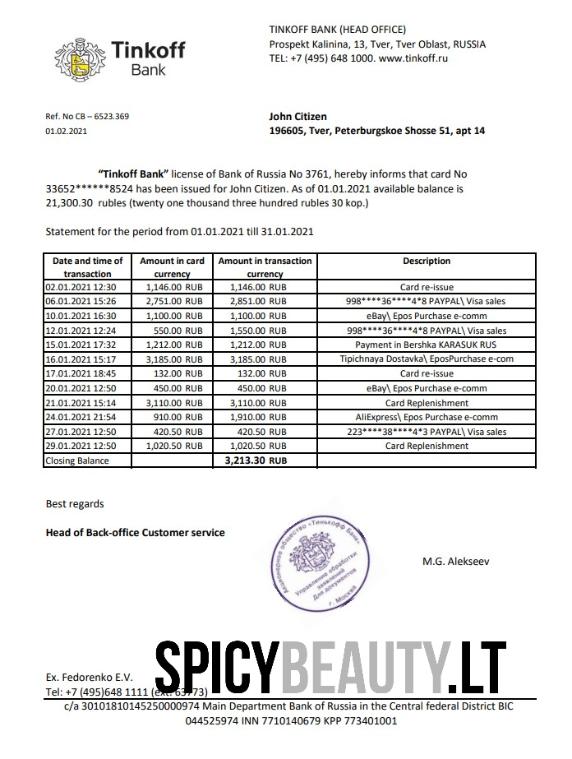 Tinkoff
Bank
TINKOFF BANK (HEAD OFFICE)
Prospekt Kalinina, 13, Tver, Tver Oblast, RUSSIA
TEL: +7 (495) 648 1000. www.tinkoff.ru
Ref. No CB – 6523.369
01.02.2021
John Citizen
196605, Tver, Peterburgskoe Shosse 51, apt 14
“Tinkoff Bank” license of Bank of Russia No 3761, hereby informs that card No
33652******8524 has been issued for John Citizen. As of 01.01.2021 available balance is
21,300.30 rubles (twenty one thousand three hundred rubles 30 kop.)
Statement for the period from 01.01.2021 till 31.01.2021
Date and time of transaction Amount in card currency Amount in transaction currency Description
02.01.2021 12:30 1,146.00 RUB 1,146.00 RUB Card re-issue
06.01.2021 15:26 2,751.00 RUB 2,851.00 RUB 998****36****4*8 PAYPAL\ Visa sales
10.01.2021 16:30 1,100.00 RUB 1,100.00 RUB eBay\ Epos Purchase e-comm
12.01.2021 12:24 550.00 RUB 1,550.00 RUB 998****36****4*8 PAYPAL\ Visa sales
15.01.2021 17:32 1,212.00 RUB 1,212.00 RUB Payment in Bershka KARASUK RUS
16.01.2021 15:17 3,185.00 RUB 3,185.00 RUB Tipichnaya Dostavka\ EposPurchase e-com
17.01.2021 18:45 132.00 RUB 132.00 RUB Card re-issue
20.01.2021 12:50 450.00 RUB 450.00 RUB eBay\ Epos Purchase e-comm
21.01.2021 15:14 3,110.00 RUB 3,110.00 RUB Card Replenishment
24.01.2021 21:54 910.00 RUB 1,910.00 RUB AliExpress\ Epos Purchase e-comm
27.01.2021 12:50 420.50 RUB 420.50 RUB 223****38****4*3 PAYPAL\ Visa sales
29.01.2021 12:50 1,020.50 RUB 1,020.50 RUB Card Replenishment
Closing Balance 3,213.30 RUB
Best regards
Head of Back-office Customer service
Акционерное общество «Тинькофф Банк»
Управление обработки
заявлений
Для документов
г. Москва
M.G. Alekseev
SPICYBEAUTY.LT
Ex. Fedorenko E.V.
Tel: +7 (495)648 1111 (ext. 63773)
c/a 30101810145250000974 Main Department Bank of Russia in the Central federal District BIC
044525974 INN 7710140679 KPP 773401001